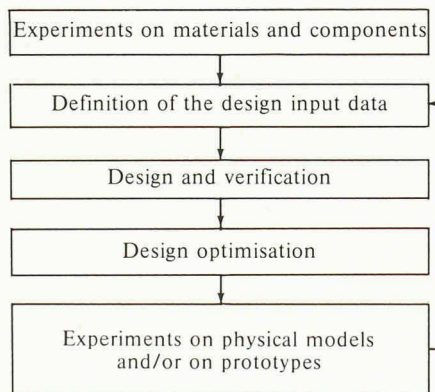 Experiments on materials and components
Definition of the design input data
Design and verification
Design optimisation
Experiments on physical models
and/or on prototypes